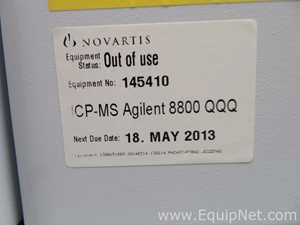 NOVARTIS
Equipment
Status: Out of use
Equipment No: 145410
CP-MS Agilent 8800 QQQ
Next Due Date: 18. MAY 2013
www.EquipNet.com